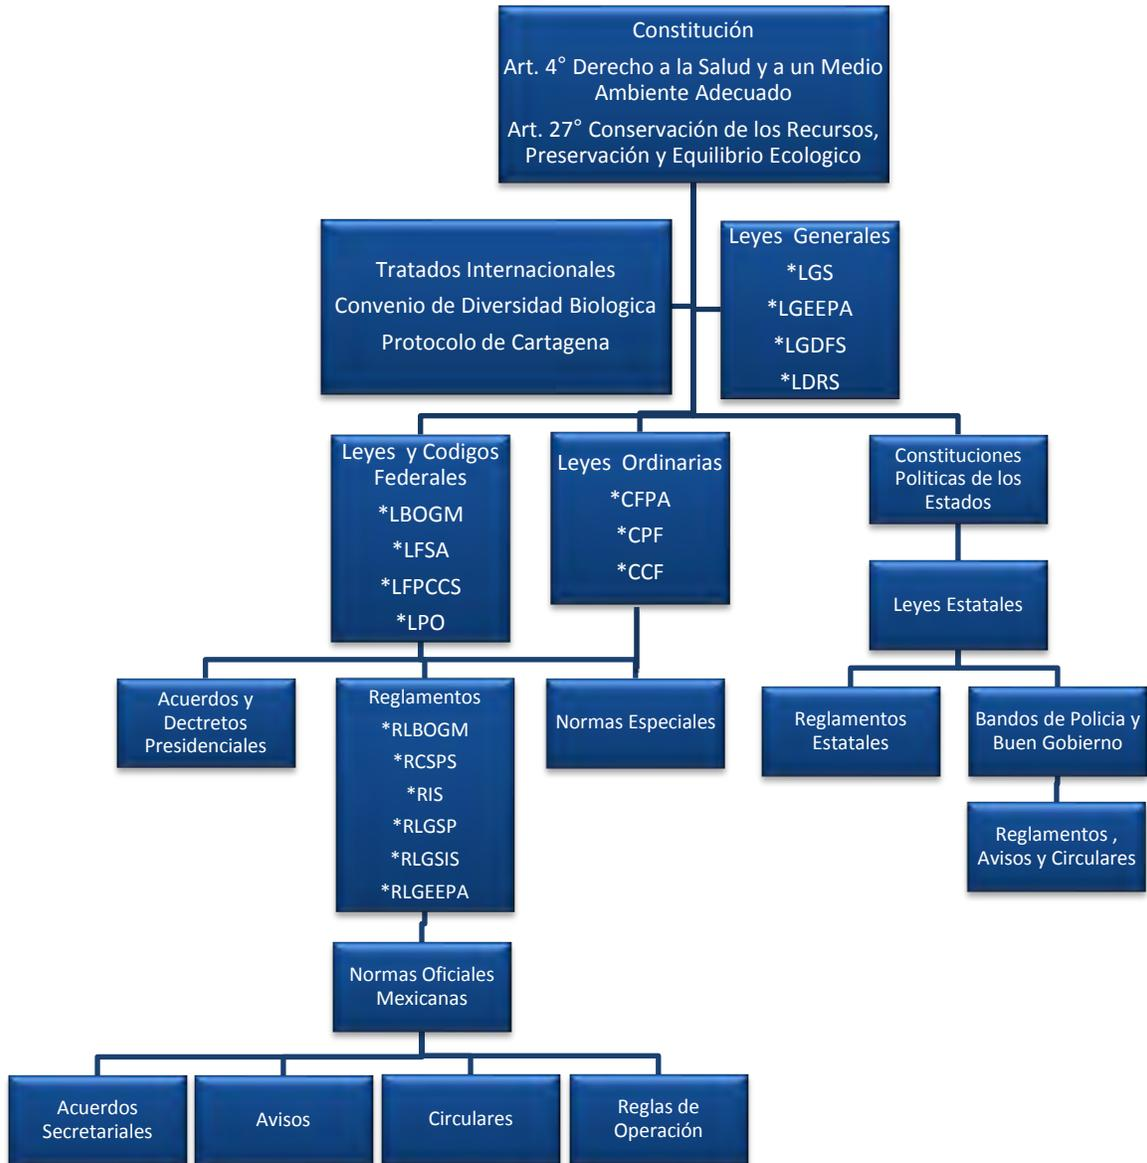 Constitución
Art. 4° Derecho a la Salud y a un Medio
Ambiente Adecuado
Art. 27° Conservación de los Recursos,
Preservación y Equilibrio Ecologico
Tratados Internacionales
Convenio de Diversidad Biologica
Protocolo de Cartagena
Leyes Generales
*LGS
*LGEEPA
*LGDFS
*LDRS
Leyes y Codigos
Federales
*LBOGM
*LFSA
*LFPCCS
*LPO
Leyes Ordinarias
*CFPA
*CPF
*CCF
Constituciones
Politicas de los
Estados
Leyes Estatales
Acuerdos y
Dectretos
Presidenciales
Reglamentos
*RLBOGM
*RCSPS
*RIS
*RLGSP
*RLGSIS
*RLGEEPA
Normas Especiales
Reglamentos
Estatales
Bandos de Policia y
Buen Gobierno
Reglamentos ,
Avisos y Circulares
Normas Oficiales
Mexicanas
Acuerdos
Secretariales
Avisos
Circulares
Reglas de
Operación